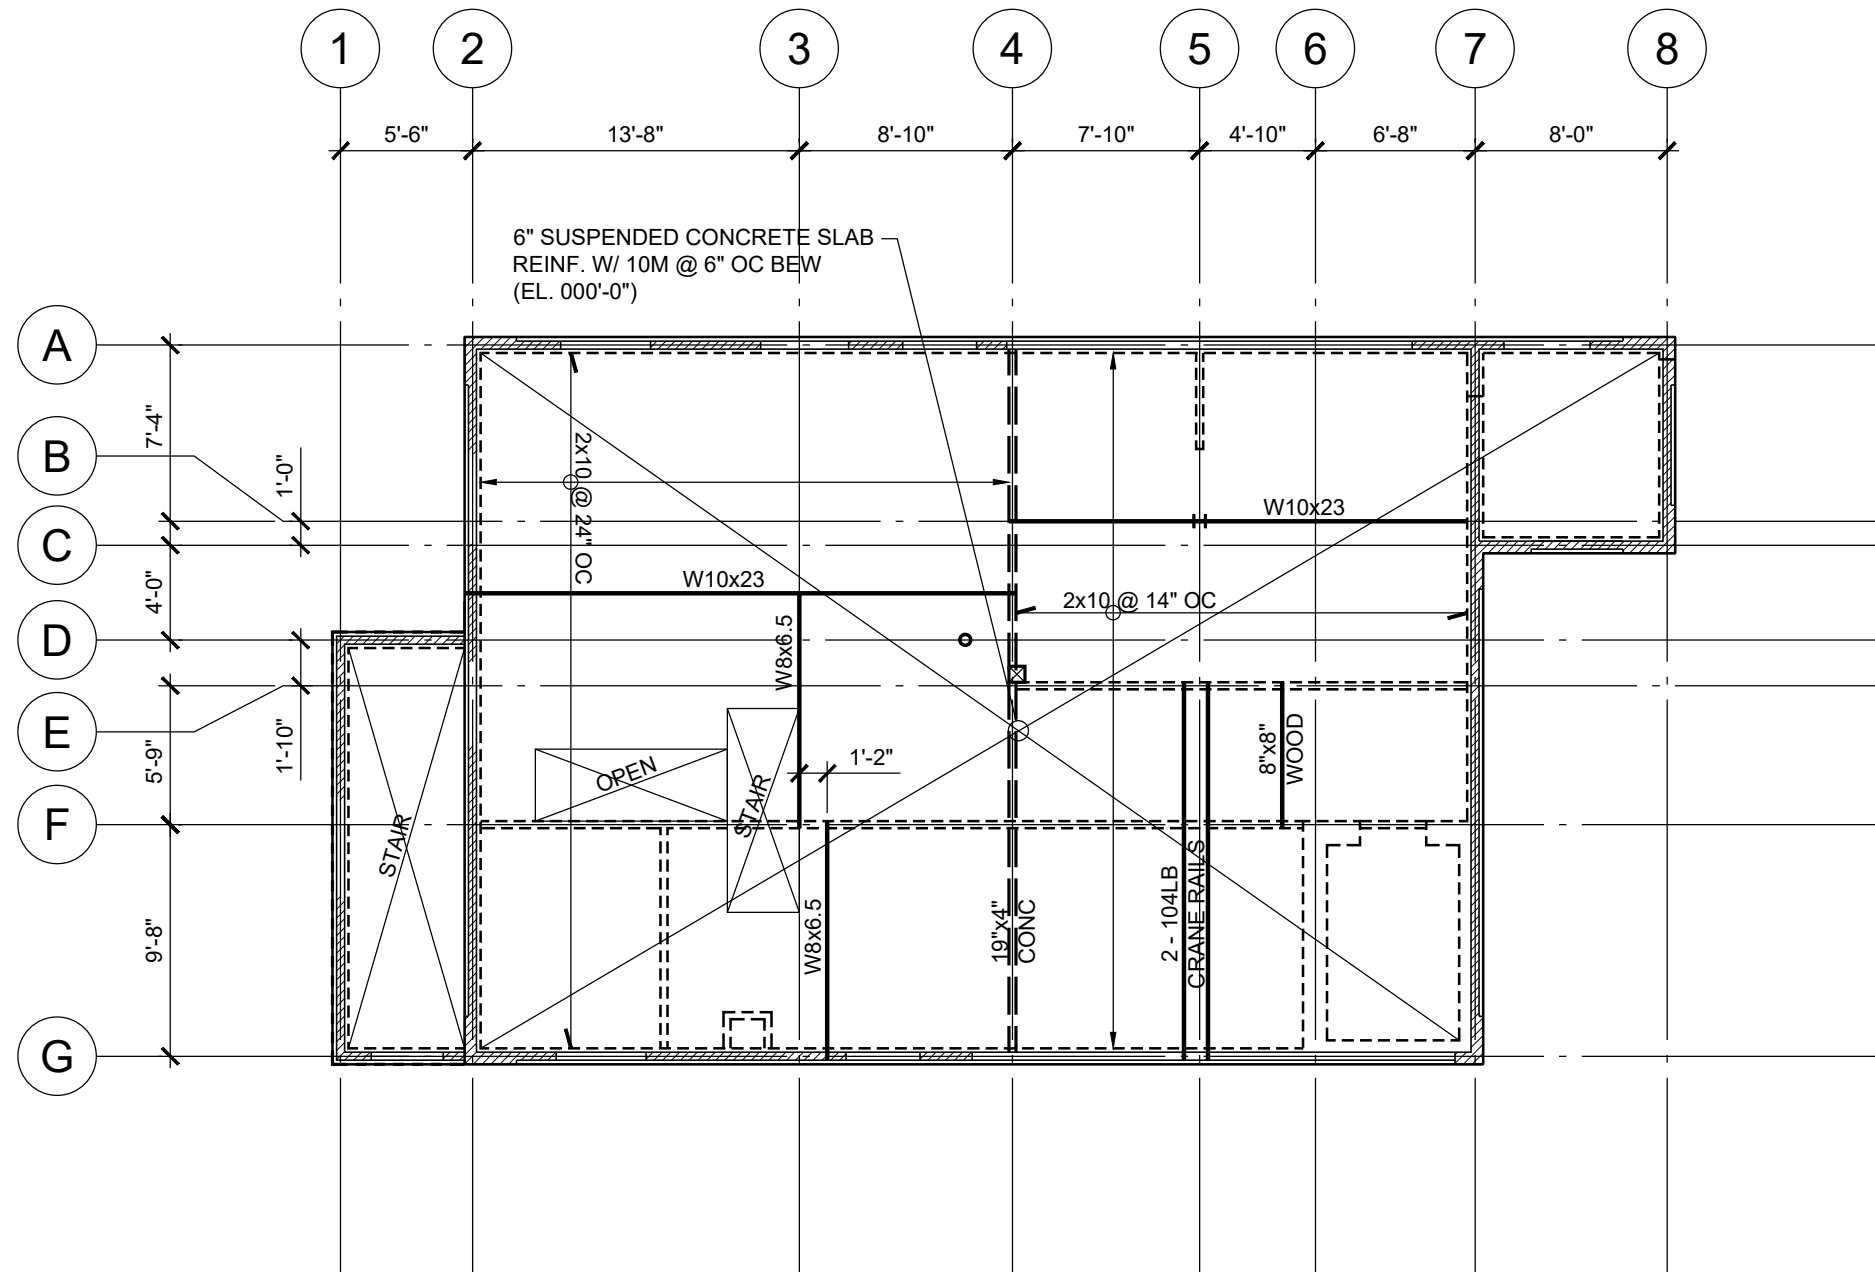 1
2
3
4
5
6
7
8
5'-6"
13'-8"
8'-10"
7'-10"
4'-10"
6'-8"
8'-0"
6" SUSPENDED CONCRETE SLAB
REINF. W/ 10M @ 6" OC BEW
(EL. 000'-0")
A
B
C
D
E
F
G
7'-4"
1'-0"
4'-0"
1'-10"
5'-9"
9'-8"
2x10 @ 24" OC
W10x23
W10x23
2x10 @ 14" OC
W8x6.5
OPEN
STAIR
1'-2"
8"x8"
WOOD
STAIR
W8x6.5
19"x4"
CONC
2 - 104LB
CRANE RAILS